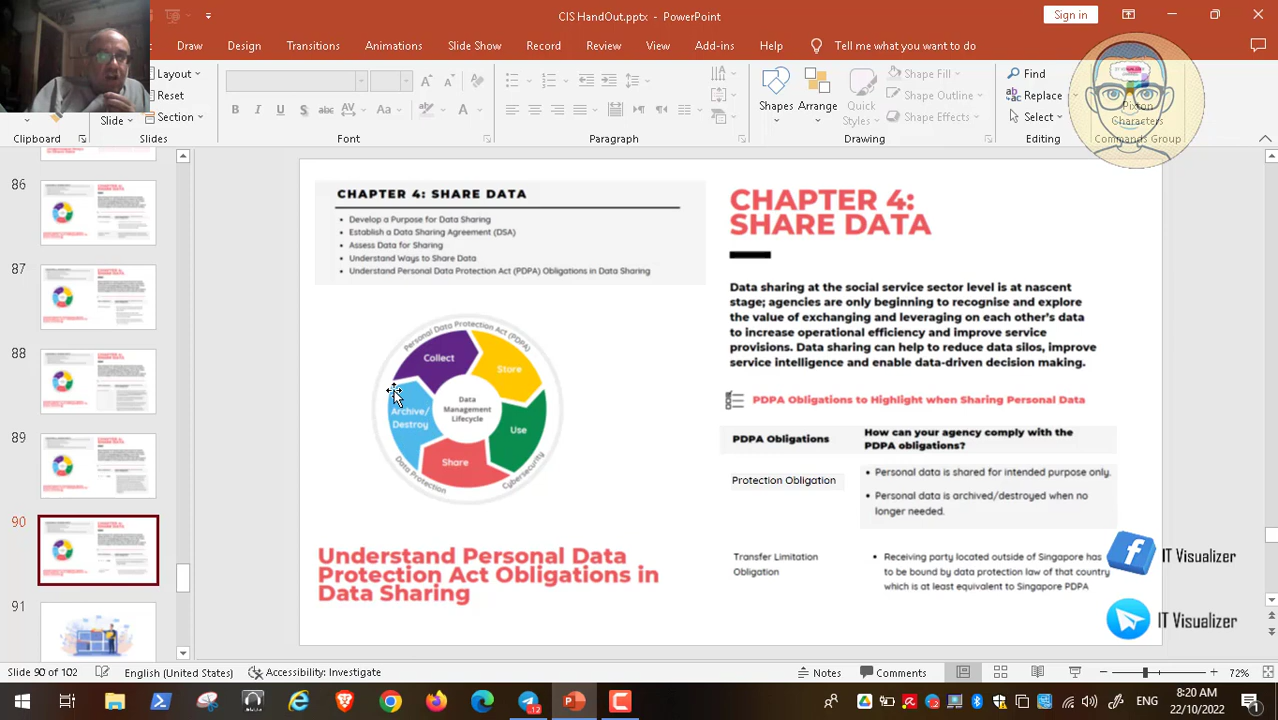 CIS HandOut.pptx - PowerPoint
Sign in
Draw
Design
Transitions
Animations
Slide Show
Record
Review
View
Add-ins
Help
Tell me what you want to do
Layout
Reset
Slide
Section
Shapes
Arrange
Quick
Styles
Shape Fill
Shape Outline
Shape Effects
Find
Replace
Select
Pixton
Characters
Clipboard
Slides
Font
Paragraph
Drawing
Editing
Commands Group
86
87
88
89
90
91
CHAPTER 4: SHARE DATA
• Develop a Purpose for Data Sharing
• Establish a Data Sharing Agreement (DSA)
• Assess Data for Sharing
• Understand Ways to Share Data
• Understand Personal Data Protection Act (PDPA) Obligations in Data Sharing
Personal Data Protection Act (PDPA)
Collect
Store
Data
Management
Lifecycle
Archive/
Destroy
Use
Share
Data Protection
Cybersecurity
Understand Personal Data
Protection Act Obligations in
Data Sharing
CHAPTER 4:
SHARE DATA
Data sharing at the social service sector level is at nascent
stage; agencies are only beginning to recognise and explore
the value of exchanging and leveraging on each other's data
to increase operational efficiency and improve service
provisions. Data sharing can help to reduce data silos, improve
service intelligence and enable data-driven decision making.
PDPA Obligations to Highlight when Sharing Personal Data
PDPA Obligations
How can your agency comply with the
PDPA obligations?
Protection Obligation
• Personal data is shared for intended purpose only.
• Personal data is archived/destroyed when no
longer needed.
Transfer Limitation
Obligation
• Receiving party located outside of Singapore has
to be bound by data protection law of that country
which is at least equivalent to Singapore PDPA
IT Visualizer
IT Visualizer
Slide 90 of 102
English (United States)
Accessibility: Investigate
Notes
Comments
72%
12
ENG
8:20 AM
22/10/2022